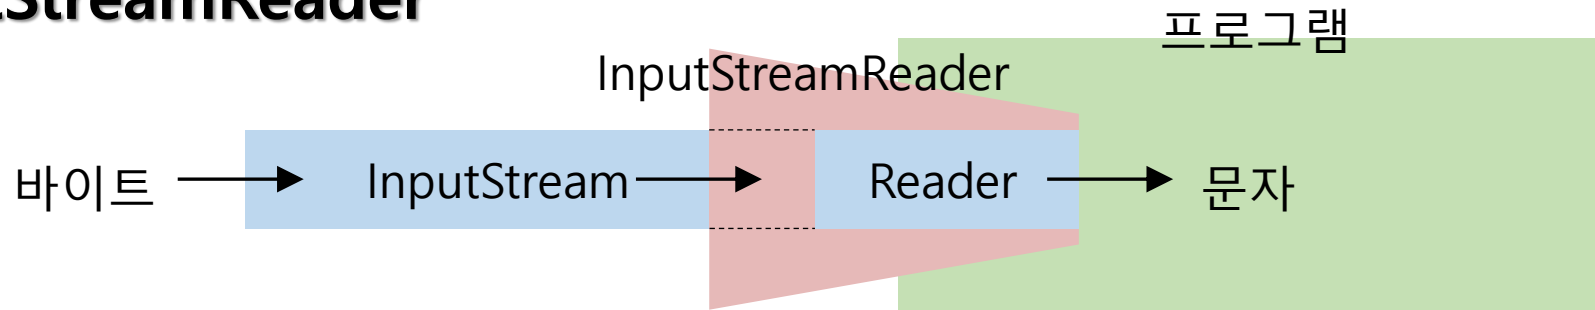 StreamReader
프로그램
InputStreamReader
바이트 InputStream Reader 문자